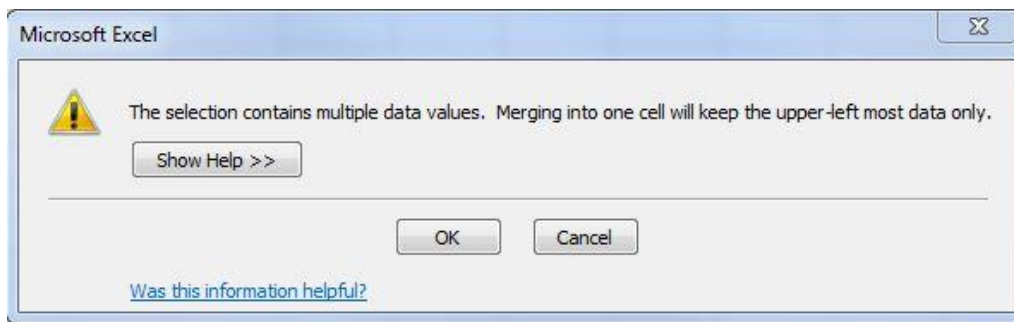 Microsoft Excel
The selection contains multiple data values. Merging into one cell will keep the upper-left most data only.
Show Help >>
OK Cancel
Was this information helpful?